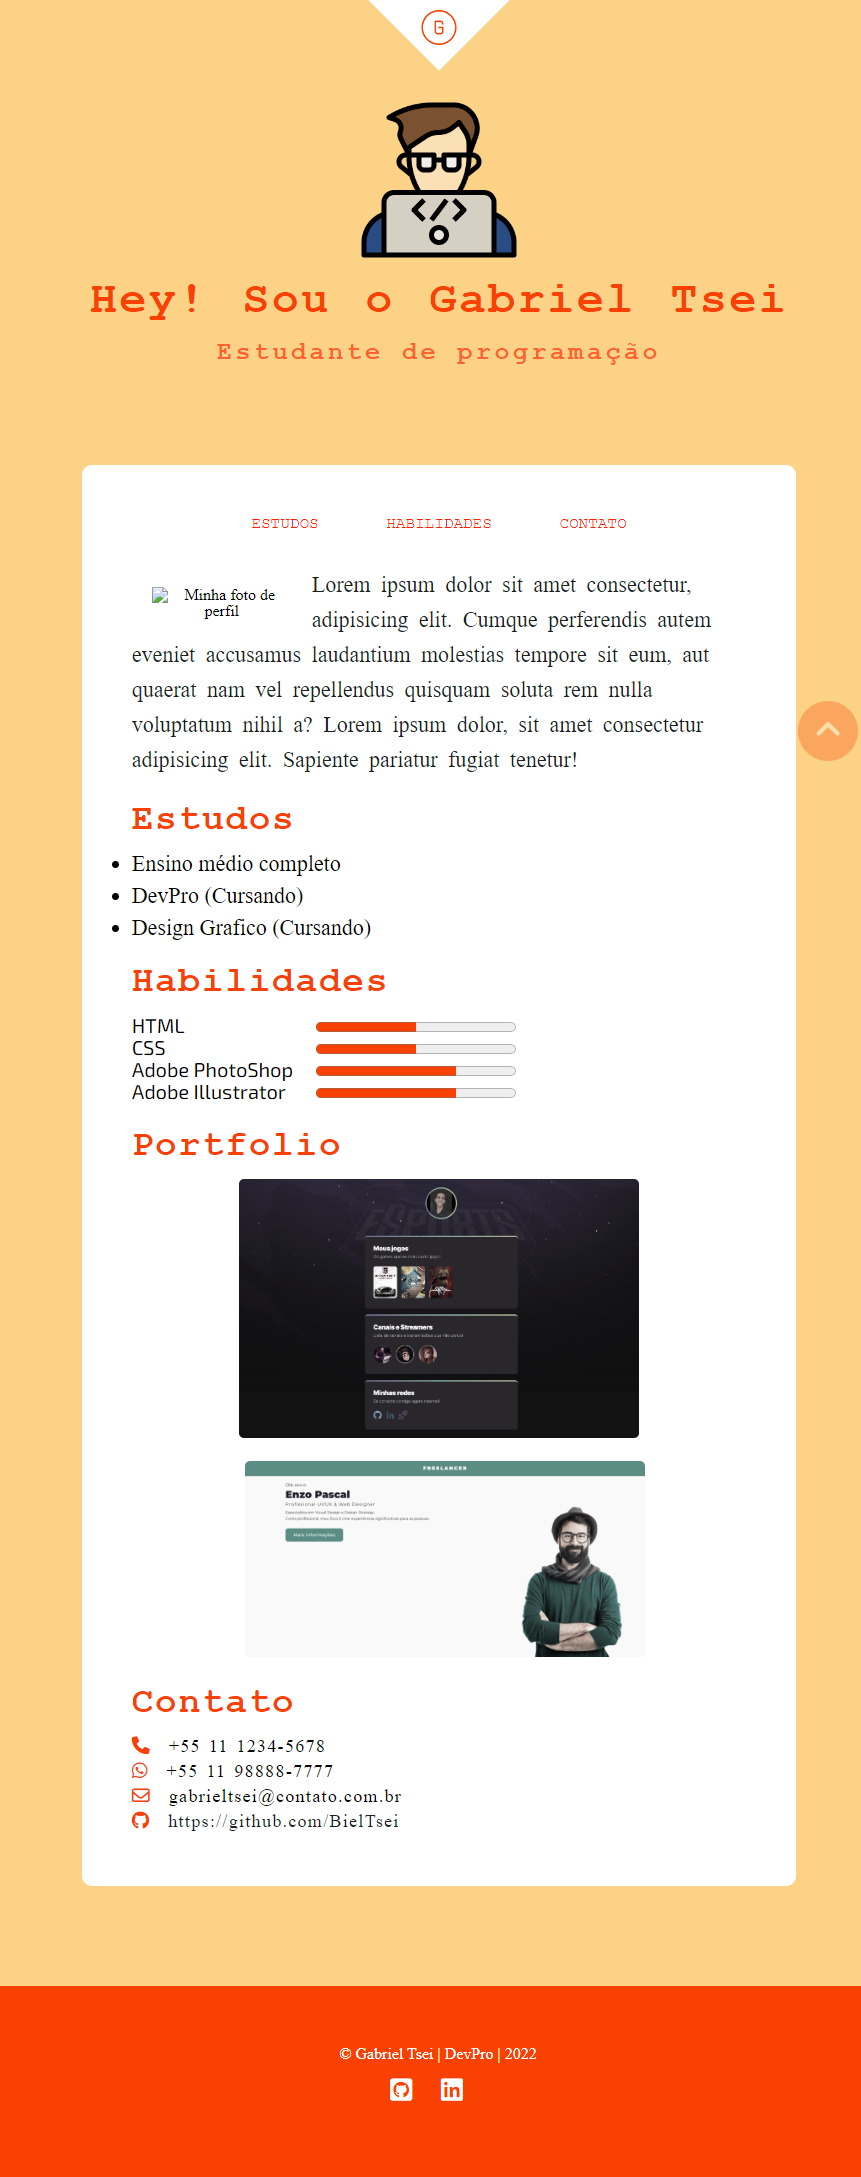 G
</>
Hey! Sou o Gabriel Tsei
Estudante de programação
ESTUDOS HABILIDADES CONTATO
Minha foto de
perfil
Lorem ipsum dolor sit amet consectetur,
adipisicing elit. Cumque perferendis autem
eveniet accusamus laudantium molestias tempore sit eum, aut
quaerat nam vel repellendus quisquam soluta rem nulla
voluptatum nihil a? Lorem ipsum dolor, sit amet consectetur
adipisicing elit. Sapiente pariatur fugiat tenetur!
Estudos
Ensino médio completo
DevPro (Cursando)
Design Grafico (Cursando)
Habilidades
HTML
CSS
Adobe PhotoShop
Adobe Illustrator
Portfolio
ESPORTS
Meus jogos
Canais e Streamers
Minhas redes
FREELANCER
Enzo Pascal
Profissional UI/UX & Web Designer
Mais Informações
Contato
+55 11 1234-5678
+55 11 98888-7777
gabrieltsei@contato.com.br
https://github.com/BielTsei
© Gabriel Tsei | DevPro | 2022
in